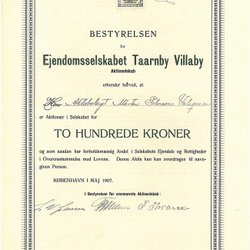 BESTYRELSEN
for
Ejendomsselskabet Taarnby Villaby
Aktieselskab
erkender herved, at
er Aktionær i Selskabet for
TO HUNDREDE KRONER
og som saadan har forholdsmæssig Andel i Selskabets Ejendele og Rettigheder
i Overensstemmelse med Lovene. Denne Aktie kan kun overdrages til navn-
given Person.
KØBENHAVN I MAJ 1907.
I Bestyrelsen for ovennævnte Aktieselskab.